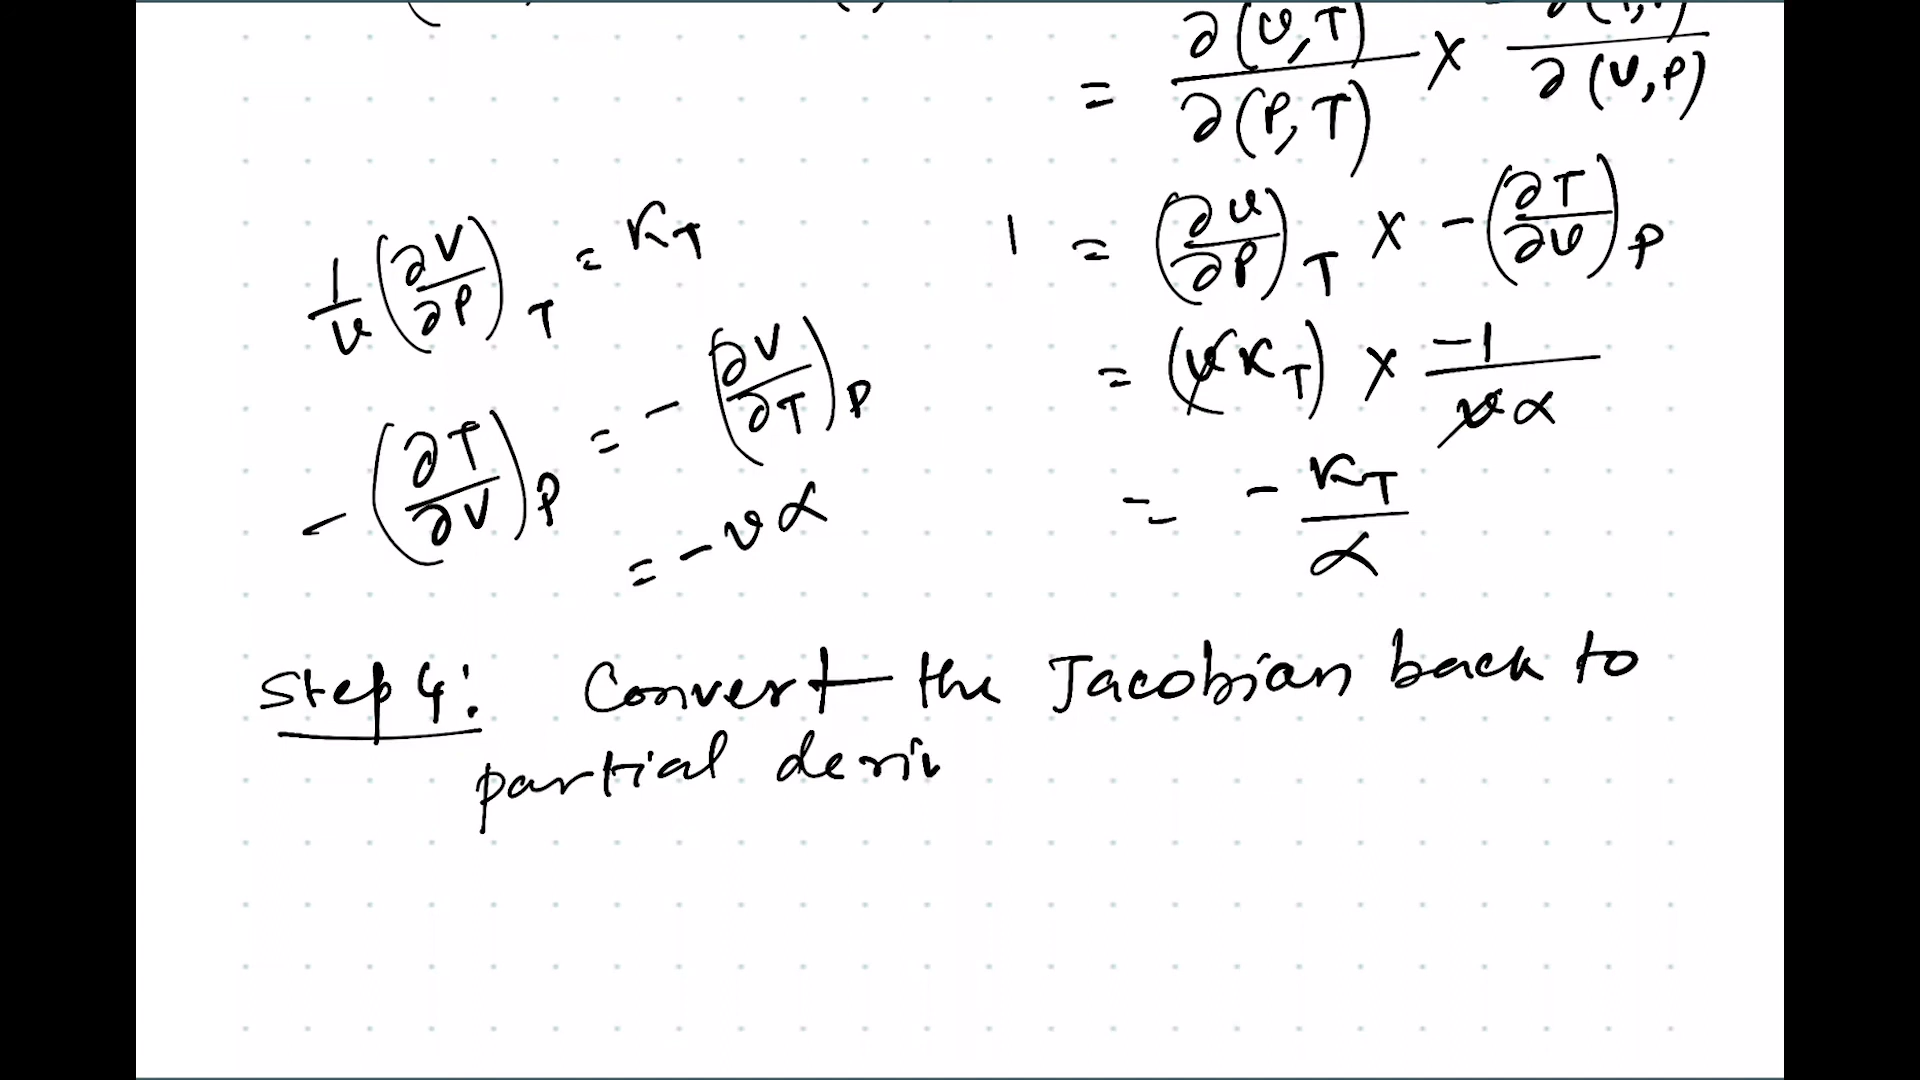 = ∂(v,T)/∂(P,T) × ∂(T,P)/∂(v,P)
1/v (∂V/∂P)_T = κ_T
1 = (∂v/∂P)_T × -(∂T/∂v)_P
-(∂T/∂V)_P = -(∂V/∂T)_P
= (vκ_T) × -1/vα
= -vα
= -κ_T/α
Step 4: Convert the Jacobian back to
partial deriv